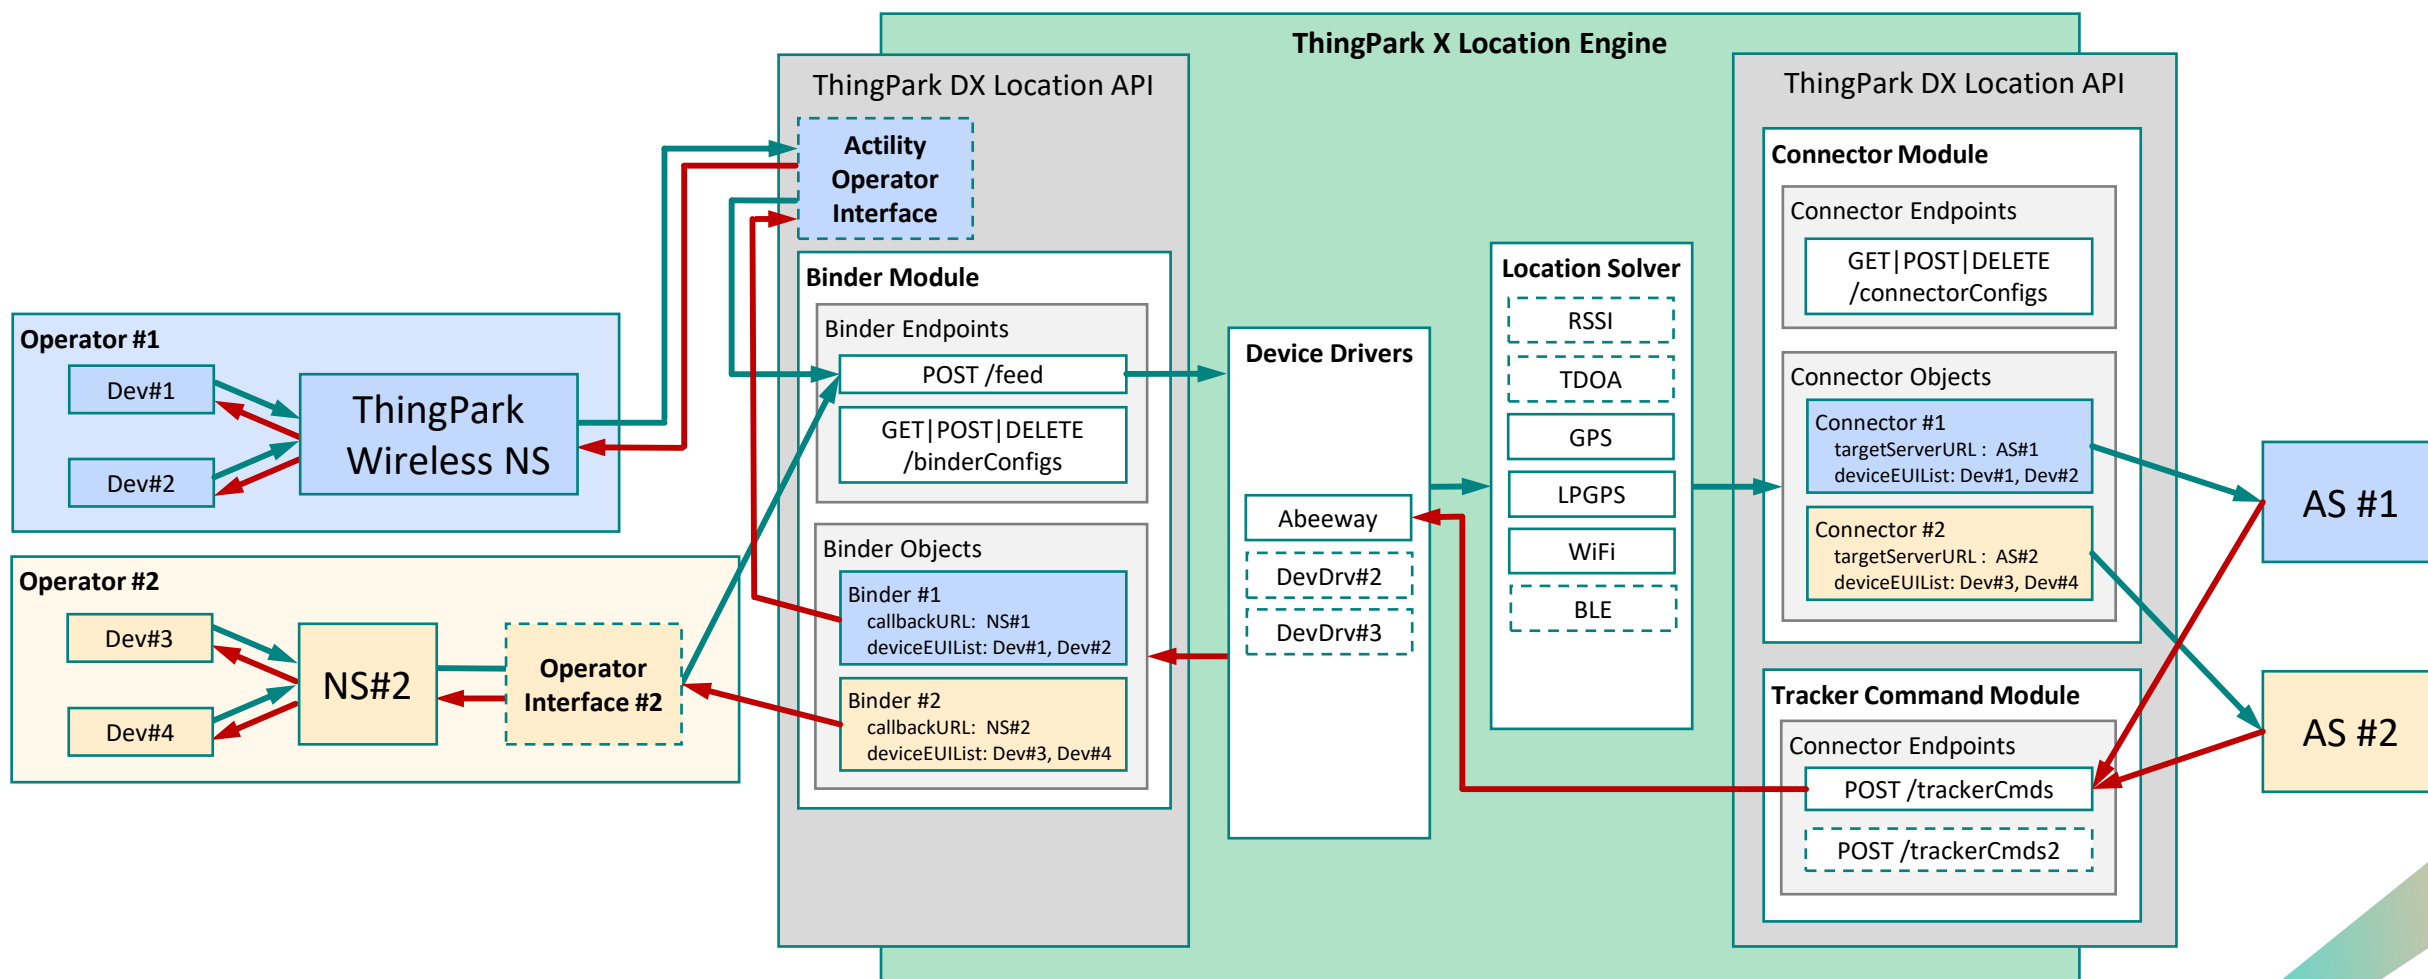 ThingPark X Location Engine
ThingPark DX Location API
Actility
Operator
Interface
Binder Module
Binder Endpoints
POST /feed
GET|POST|DELETE
/binderConfigs
Binder Objects
Binder #1
callbackURL:  NS#1
deviceEUIList: Dev#1, Dev#2
Binder #2
callbackURL:  NS#2
deviceEUIList: Dev#3, Dev#4
Operator #1
Dev#1
Dev#2
ThingPark
Wireless NS
Operator #2
Dev#3
Dev#4
NS#2
Operator
Interface #2
Device Drivers
Abeeway
DevDrv#2
DevDrv#3
Location Solver
RSSI
TDOA
GPS
LPGPS
WiFi
BLE
ThingPark DX Location API
Connector Module
Connector Endpoints
GET|POST|DELETE
/connectorConfigs
Connector Objects
Connector #1
targetServerURL :  AS#1
deviceEUIList: Dev#1, Dev#2
Connector #2
targetServerURL :  AS#2
deviceEUIList: Dev#3, Dev#4
Tracker Command Module
Connector Endpoints
POST /trackerCmds
POST /trackerCmds2
AS #1
AS #2